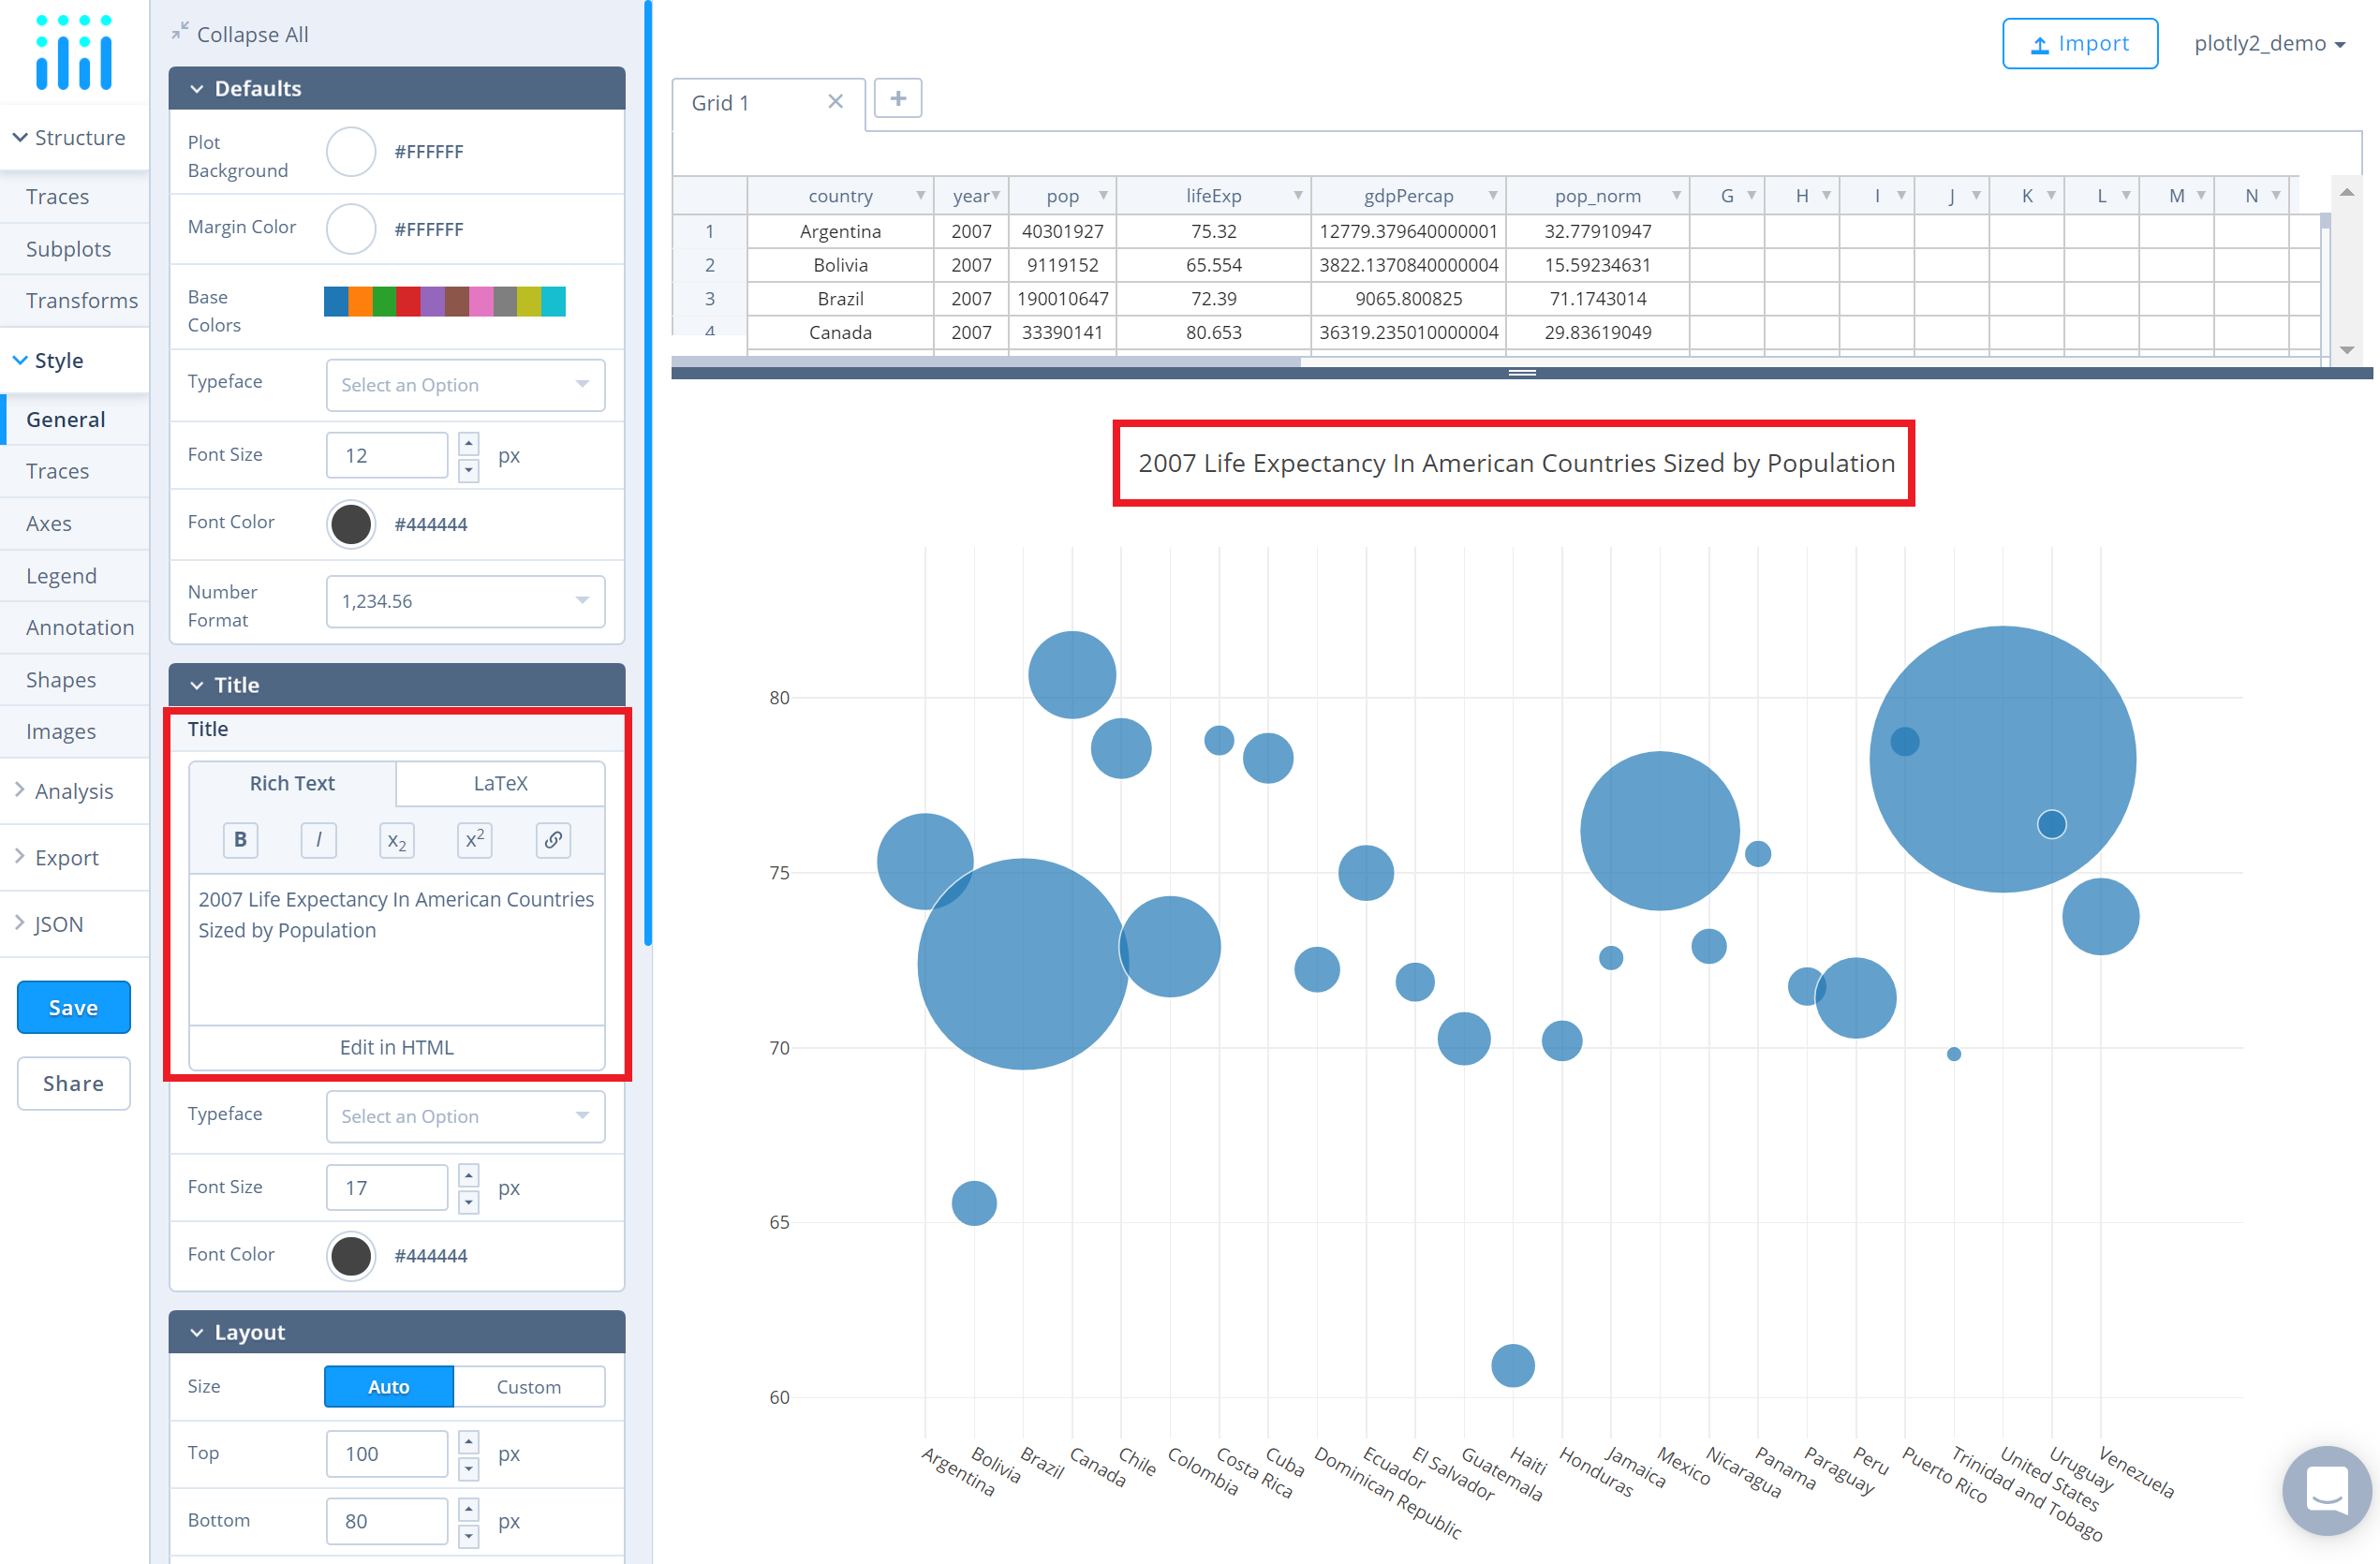 Collapse All
Import
plotly2_demo
Structure
Traces
Subplots
Transforms
Style
General
Traces
Axes
Legend
Annotation
Shapes
Images
Analysis
Export
JSON
Save
Share
Defaults
Plot
Background
#FFFFFF
Margin Color
#FFFFFF
Base
Colors
Typeface
Select an Option
Font Size
12
px
Font Color
#444444
Number
Format
1,234.56
Title
Title
Rich Text
LaTeX
B
I
x2
x2
2007 Life Expectancy In American Countries
Sized by Population
Edit in HTML
Typeface
Select an Option
Font Size
17
px
Font Color
#444444
Layout
Size
Auto
Custom
Top
100
px
Bottom
80
px
Grid 1
+
country year pop lifeExp gdpPercap pop_norm G H I J K L M N
1 Argentina 2007 40301927 75.32 12779.379640000001 32.77910947
2 Bolivia 2007 9119152 65.554 3822.1370840000004 15.59234631
3 Brazil 2007 190010647 72.39 9065.800825 71.1743014
4 Canada 2007 33390141 80.653 36319.235010000004 29.83619049
2007 Life Expectancy In American Countries Sized by Population
80
75
70
65
60
Argentina
Bolivia
Brazil
Canada
Chile
Colombia
Costa Rica
Cuba
Dominican Republic
Ecuador
El Salvador
Guatemala
Haiti
Honduras
Jamaica
Mexico
Nicaragua
Panama
Paraguay
Peru
Puerto Rico
Trinidad and Tobago
United States
Uruguay
Venezuela